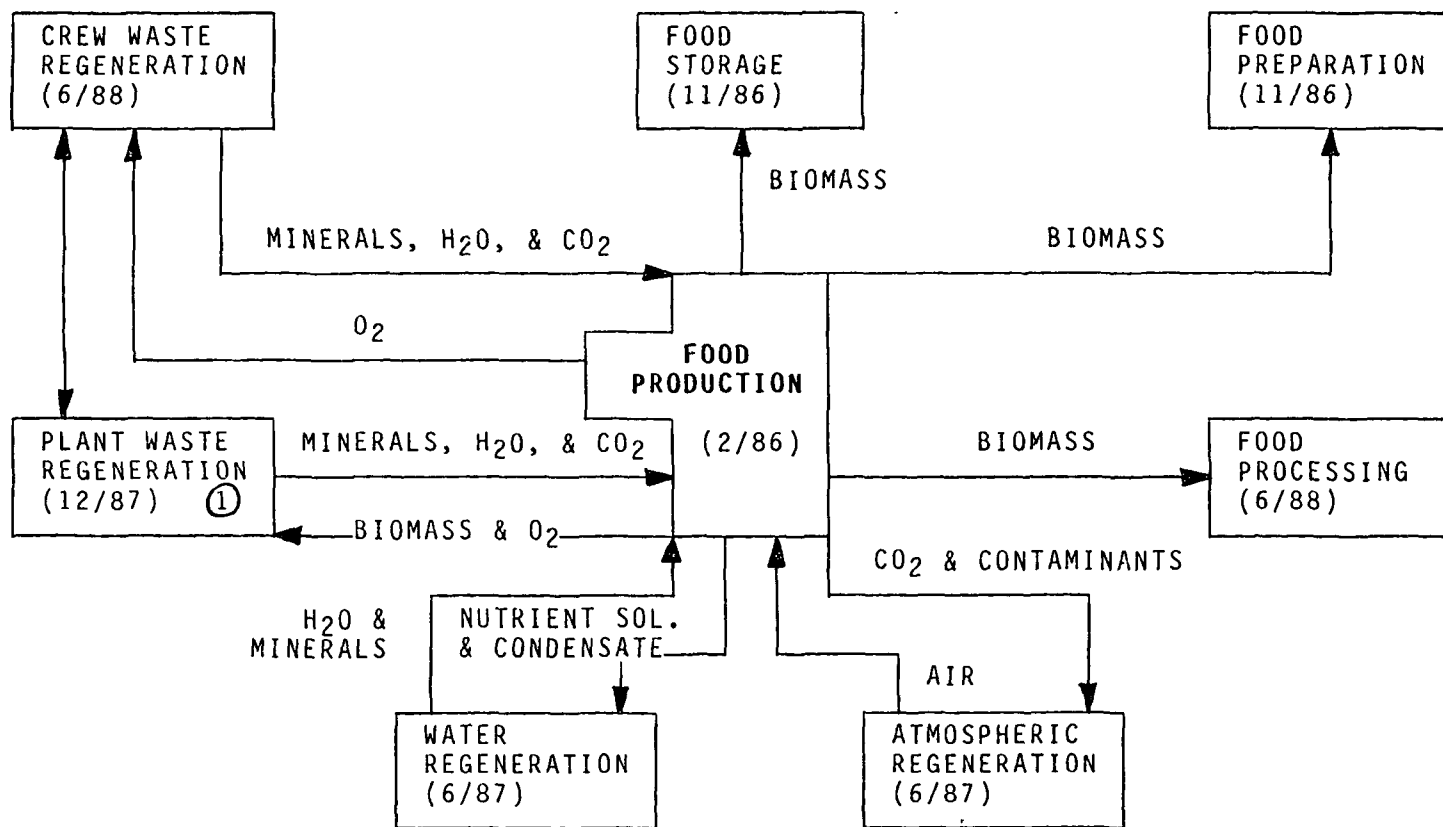 CREW WASTE
REGENERATION
(6/88)
FOOD
STORAGE
(11/86)
FOOD
PREPARATION
(11/86)
BIOMASS
MINERALS, H₂O, & CO₂
BIOMASS
O₂
FOOD
PRODUCTION
(2/86)
PLANT WASTE
REGENERATION
(12/87) ①
MINERALS, H₂O, & CO₂
BIOMASS
FOOD
PROCESSING
(6/88)
BIOMASS & O₂
CO₂ & CONTAMINANTS
H₂O &
MINERALS
NUTRIENT SOL.
& CONDENSATE
AIR
WATER
REGENERATION
(6/87)
ATMOSPHERIC
REGENERATION
(6/87)